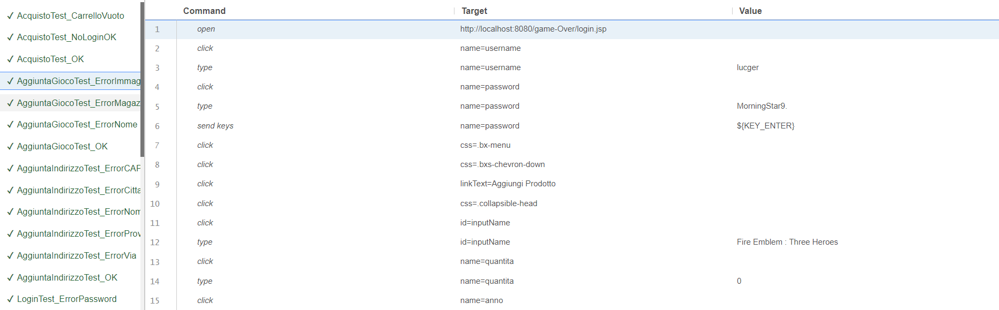 ✓ AcquistoTest_CarrelloVuoto
✓ AcquistoTest_NoLoginOK
✓ AcquistoTest_OK
✓ AggiuntaGiocoTest_ErrorImmag
✓ AggiuntaGiocoTest_ErrorMagaz
✓ AggiuntaGiocoTest_ErrorNome
✓ AggiuntaGiocoTest_OK
✓ AggiuntaIndirizzoTest_ErrorCAP
✓ AggiuntaIndirizzoTest_ErrorCitta
✓ AggiuntaIndirizzoTest_ErrorNom
✓ AggiuntaIndirizzoTest_ErrorProv
✓ AggiuntaIndirizzoTest_ErrorVia
✓ AggiuntaIndirizzoTest_OK
✓ LoginTest_ErrorPassword
Command Target Value
1 open http://localhost:8080/game-Over/login.jsp
2 click name=username
3 type name=username lucger
4 click name=password
5 type name=password MorningStar9.
6 send keys name=password ${KEY_ENTER}
7 click css=.bx-menu
8 click css=.bxs-chevron-down
9 click linkText=Aggiungi Prodotto
10 click css=.collapsible-head
11 click id=inputName
12 type id=inputName Fire Emblem : Three Heroes
13 click name=quantita
14 type name=quantita 0
15 click name=anno